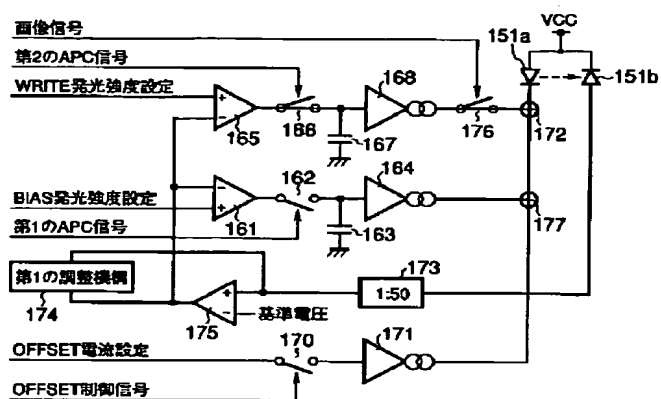 画像信号
第2のAPC信号
WRITE発光強度設定
VCC
151a
151b
168
165
166
167
176
172
BIAS発光強度設定
第1のAPC信号
162
164
161
163
177
第1の調整機構
174
175
基準電圧
173
1:50
OFFSET電流設定
170
171
OFFSET制御信号